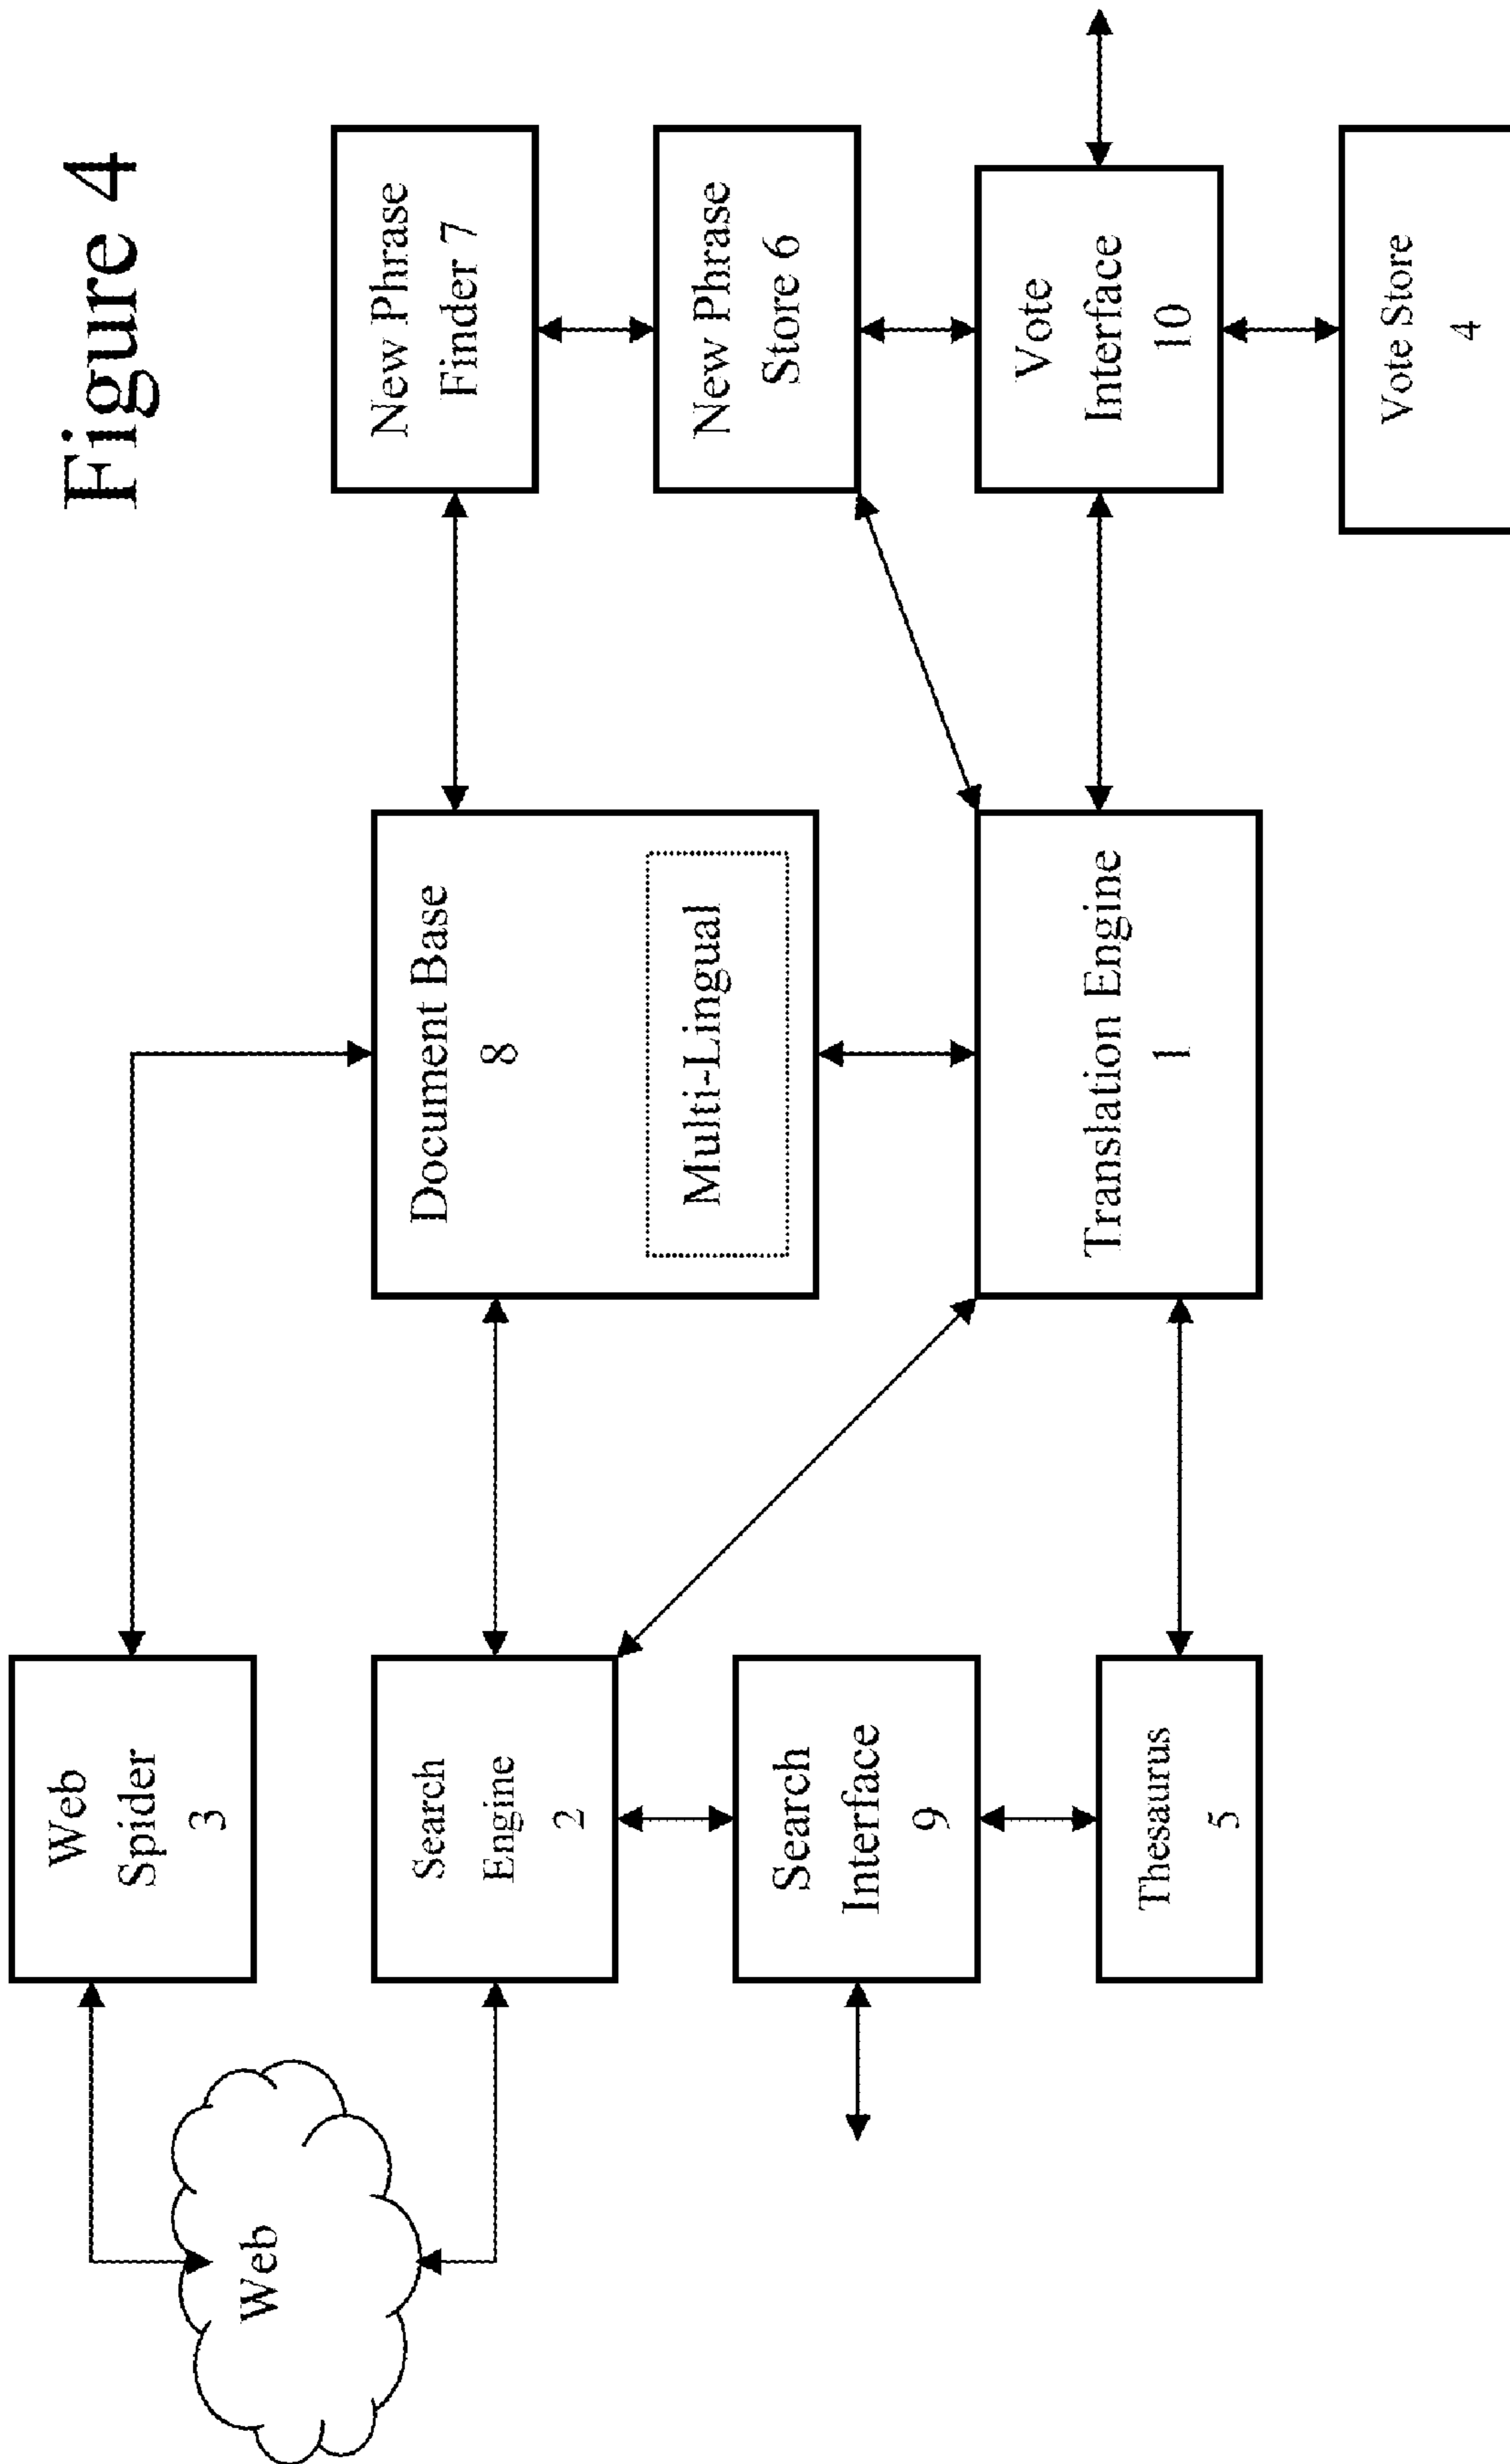 Figure 4
Web
Web
Spider
3
Search
Engine
2
Search
Interface
9
Thesaurus
5
Document Base
8
Multi-Lingual
Translation Engine
1
New Phrase
Finder 7
New Phrase
Store 6
Vote
Interface
10
Vote Store
4